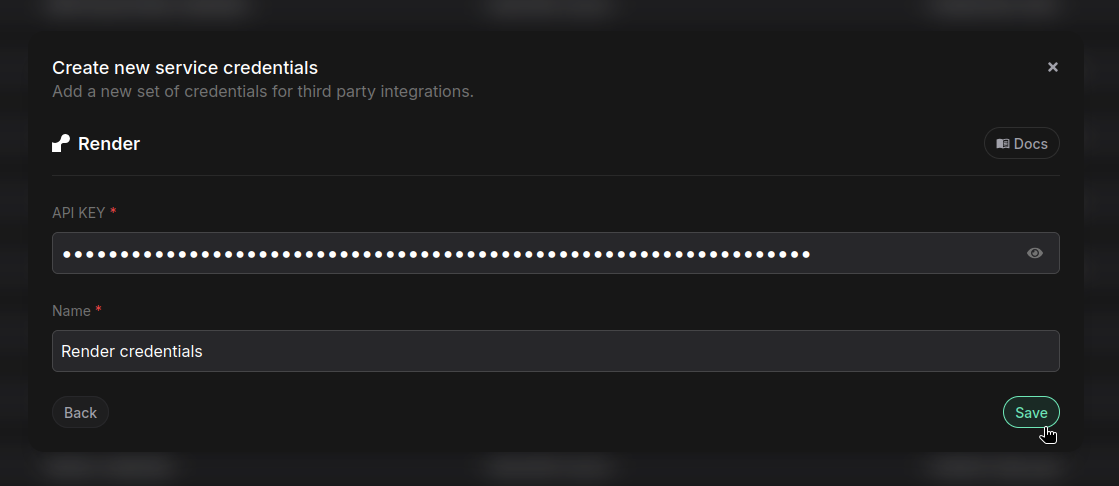 Create new service credentials
Add a new set of credentials for third party integrations.
Render
Docs
API KEY *
Name *
Render credentials
Back
Save